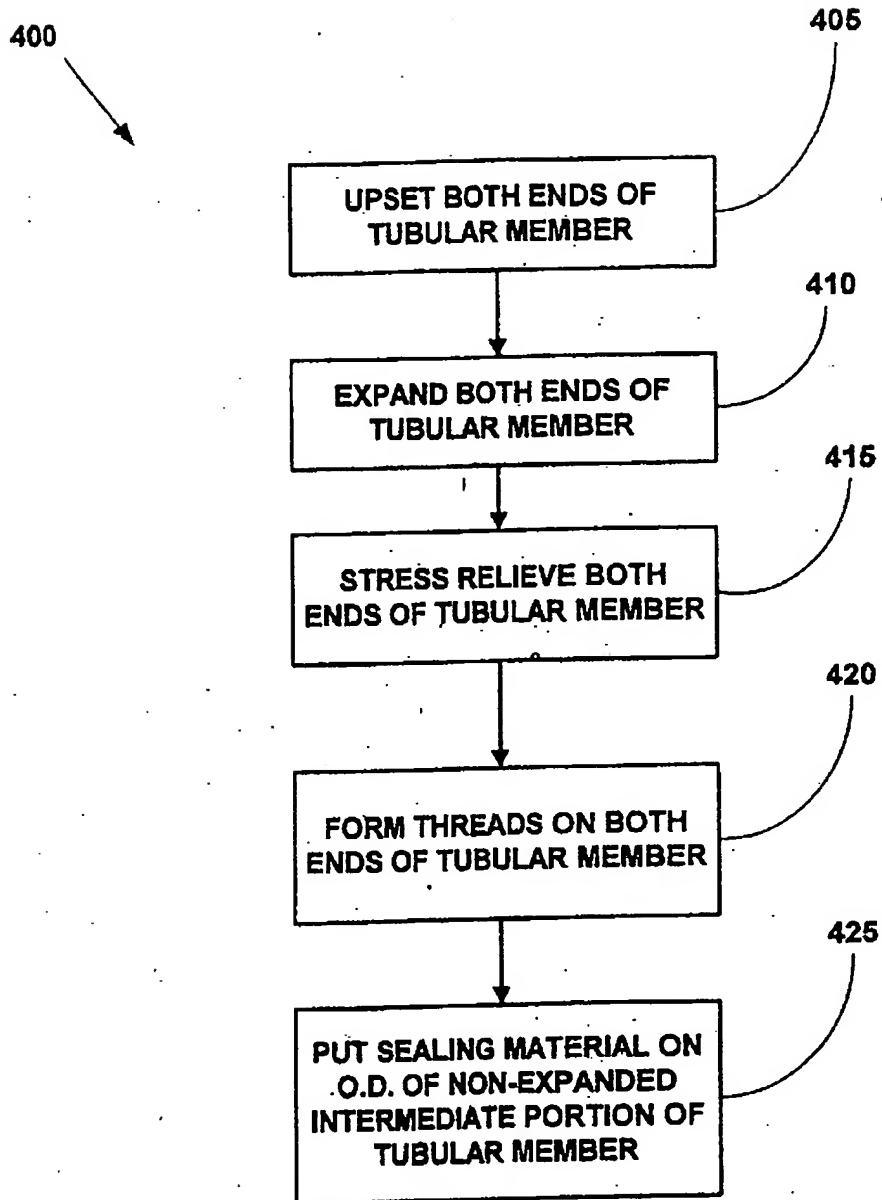 400
405
UPSET BOTH ENDS OF
TUBULAR MEMBER
410
EXPAND BOTH ENDS OF
TUBULAR MEMBER
415
STRESS RELIEVE BOTH
ENDS OF TUBULAR MEMBER
420
FORM THREADS ON BOTH
ENDS OF TUBULAR MEMBER
425
PUT SEALING MATERIAL ON
O.D. OF NON-EXPANDED
INTERMEDIATE PORTION OF
TUBULAR MEMBER